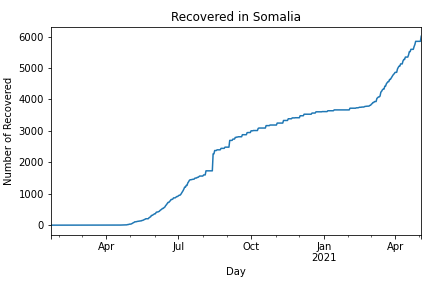 Recovered in Somalia
Number of Recovered
6000
5000
4000
3000
2000
1000
0
Apr Jul Oct Jan Apr
2021
Day